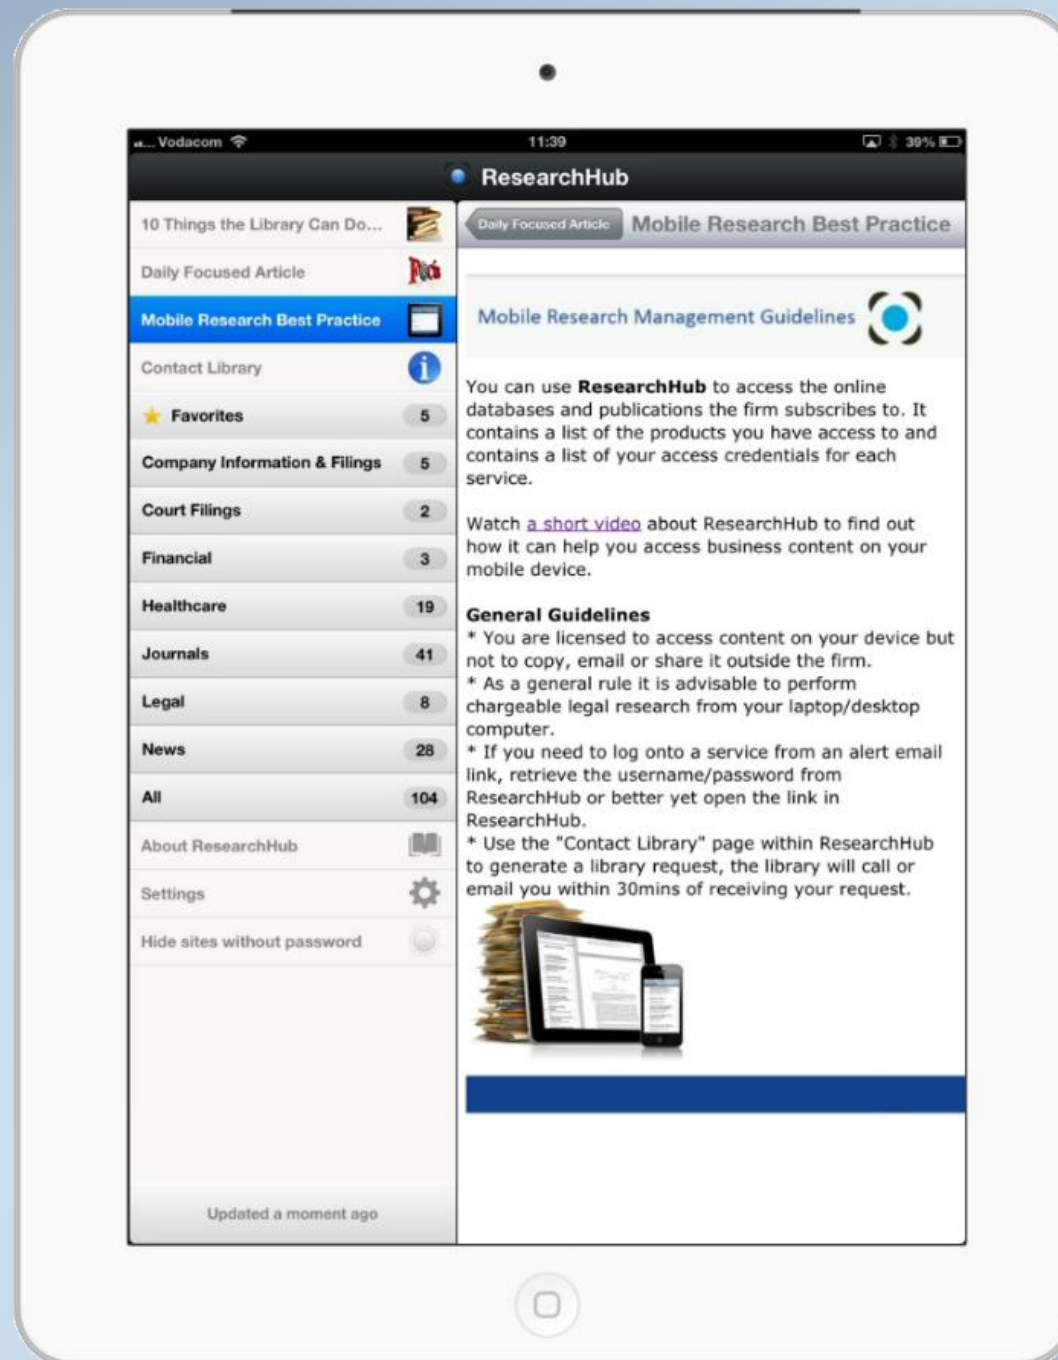 Vodacom
11:39
39%
ResearchHub
10 Things the Library Can Do...
Daily Focused Article
Mobile Research Best Practice
Contact Library
Favorites 5
Company Information & Filings 5
Court Filings 2
Financial 3
Healthcare 19
Journals 41
Legal 8
News 28
All 104
About ResearchHub
Settings
Hide sites without password
Updated a moment ago
Daily Focused Article
Mobile Research Best Practice
Mobile Research Management Guidelines
You can use ResearchHub to access the online
databases and publications the firm subscribes to. It
contains a list of the products you have access to and
contains a list of your access credentials for each
service.
Watch a short video about ResearchHub to find out
how it can help you access business content on your
mobile device.
General Guidelines
* You are licensed to access content on your device but
not to copy, email or share it outside the firm.
* As a general rule it is advisable to perform
chargeable legal research from your laptop/desktop
computer.
* If you need to log onto a service from an alert email
link, retrieve the username/password from
ResearchHub or better yet open the link in
ResearchHub.
* Use the "Contact Library" page within ResearchHub
to generate a library request, the library will call or
email you within 30mins of receiving your request.